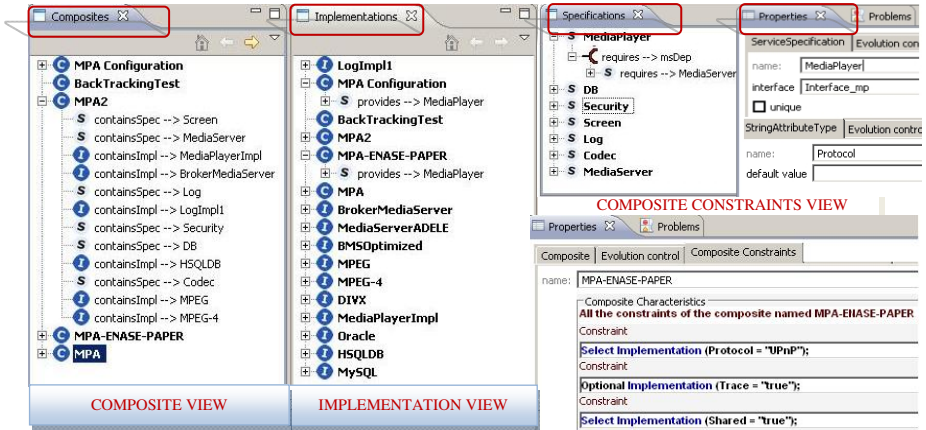 Composites
MPA Configuration
BackTrackingTest
MPA2
containsSpec --> Screen
containsSpec --> MediaServer
containsImpl --> MediaPlayerImpl
containsImpl --> BrokerMediaServer
containsSpec --> Log
containsImpl --> LogImpl1
containsSpec --> Security
containsSpec --> DB
containsImpl --> HSQLDB
containsSpec --> Codec
containsImpl --> MPEG
containsImpl --> MPEG-4
MPA-ENASE-PAPER
MPA
COMPOSITE VIEW
Implementations
LogImpl1
MPA Configuration
provides --> MediaPlayer
BackTrackingTest
MPA2
MPA-ENASE-PAPER
provides --> MediaPlayer
MPA
BrokerMediaServer
MediaServerADELE
BMSOptimized
MPEG
MPEG-4
DIVX
MediaPlayerImpl
Oracle
HSQLDB
MySQL
IMPLEMENTATION VIEW
Specifications
MediaPlayer
requires --> msDep
requires --> MediaServer
DB
Security
Screen
Log
Codec
MediaServer
Properties Problems
ServiceSpecification Evolution con
name: MediaPlayer
interface Interface_mp
unique
StringAttributeType Evolution contro
name: Protocol
default value
COMPOSITE CONSTRAINTS VIEW
Properties Problems
Composite Evolution control Composite Constraints
name: MPA-ENASE-PAPER
Composite Characteristics
All the constraints of the composite named MPA-ENASE-PAPER
Constraint
Select Implementation (Protocol = "UPnP");
Constraint
Optional Implementation (Trace = "true");
Constraint
Select Implementation (Shared = "true");